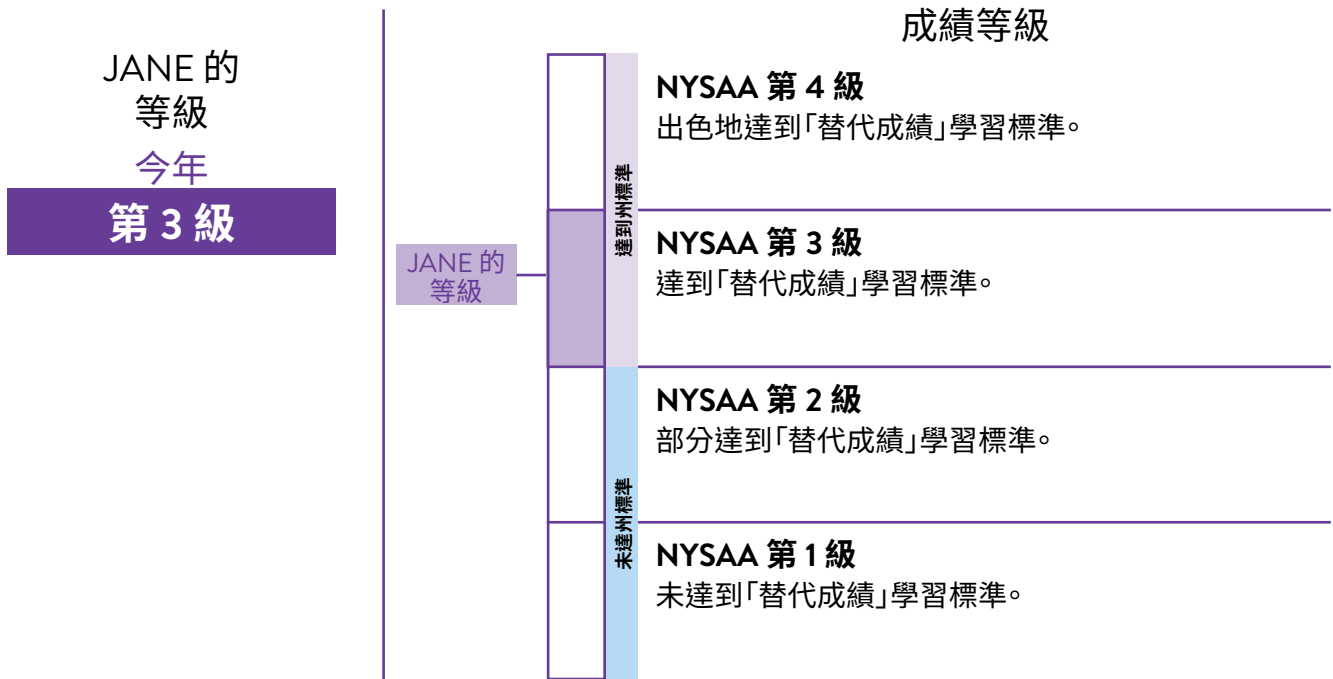 JANE 的
等級
今年
第 3 級
成績等級
JANE 的
等級
達到州標準
未達州標準
NYSAA 第 4 級
出色地達到「替代成績」學習標準。
NYSAA 第 3 級
達到「替代成績」學習標準。
NYSAA 第 2 級
部分達到「替代成績」學習標準。
NYSAA 第 1 級
未達到「替代成績」學習標準。